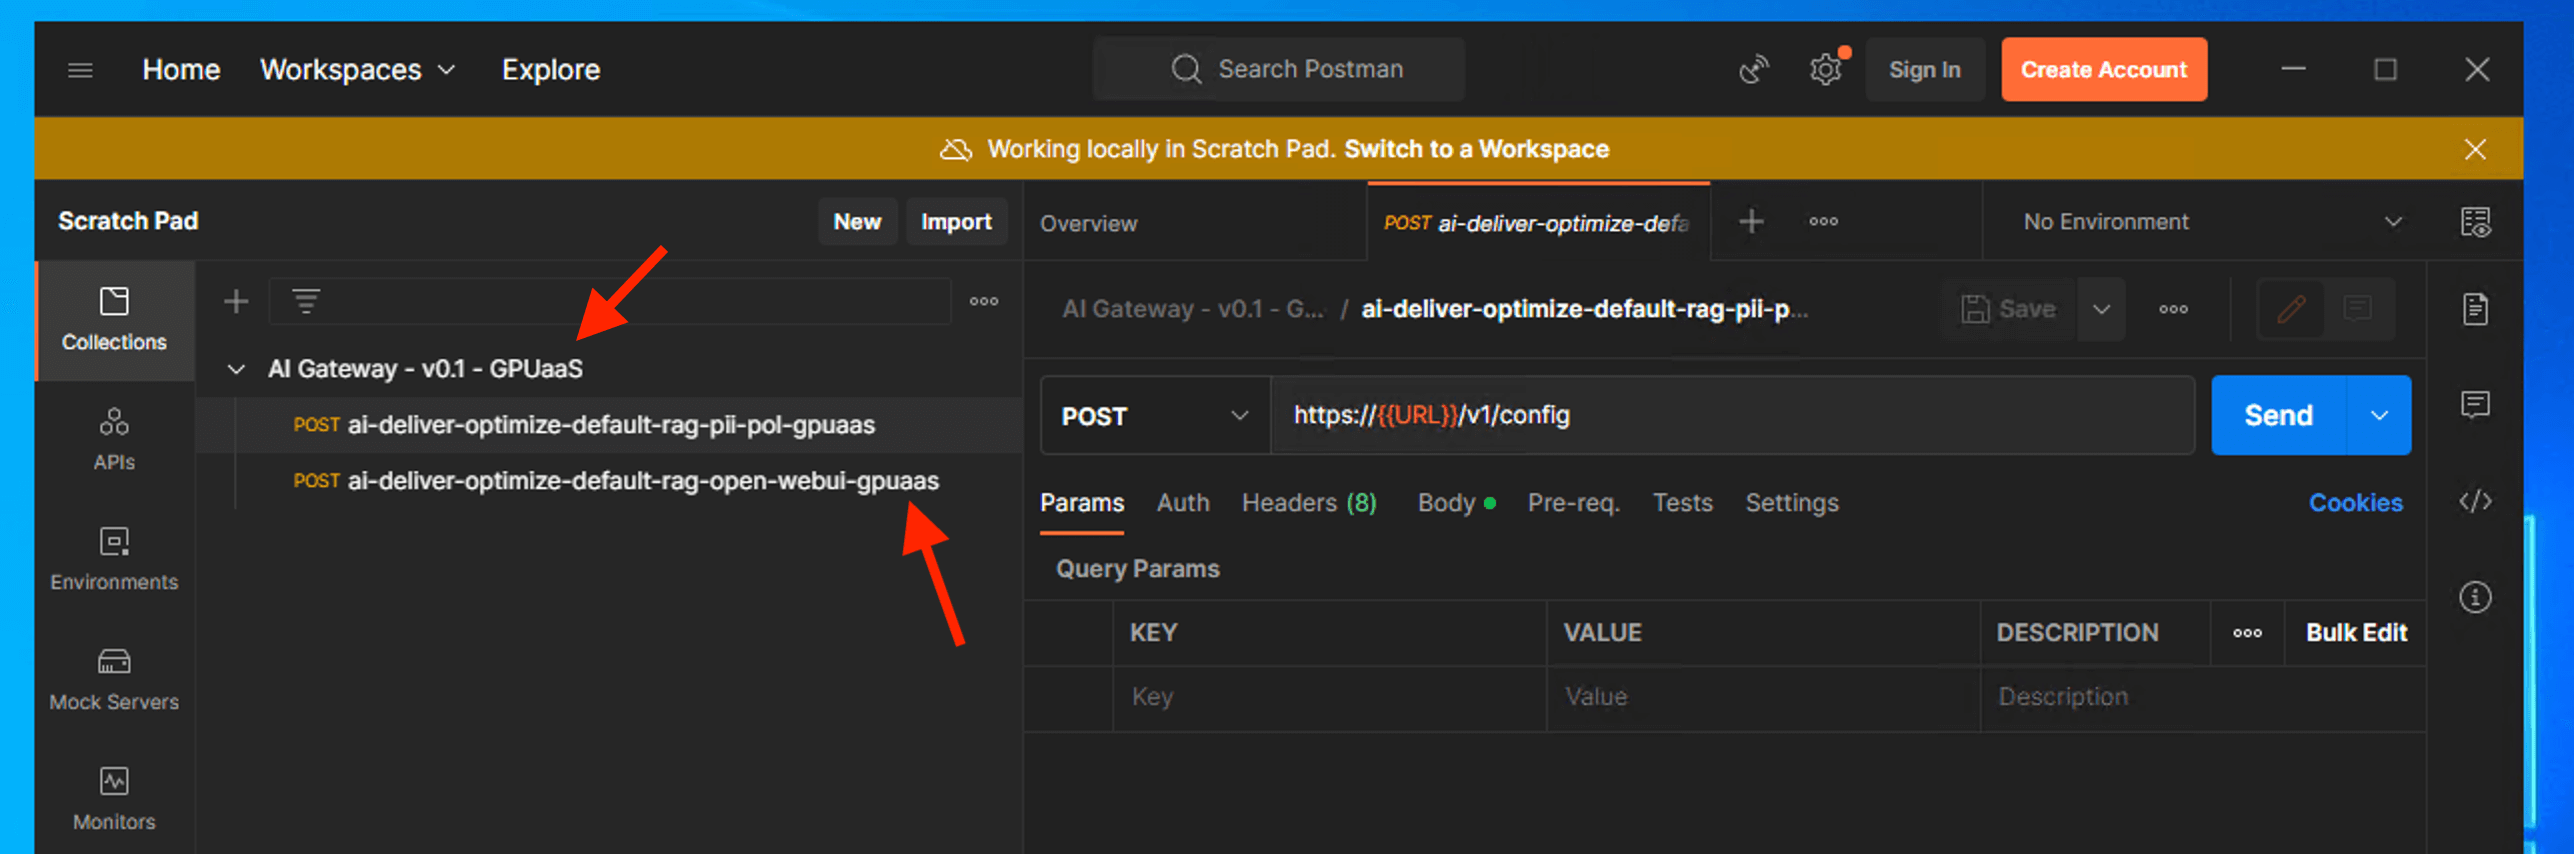 Home Workspaces Explore Search Postman Sign In Create Account
Working locally in Scratch Pad. Switch to a Workspace
Scratch Pad New Import
Overview POST ai-deliver-optimize-defa No Environment
Collections
AI Gateway - v0.1 - GPUaaS
POST ai-deliver-optimize-default-rag-pii-pol-gpuaas
POST ai-deliver-optimize-default-rag-open-webui-gpuaas
APIs
Environments
Mock Servers
Monitors
AI Gateway - v0.1 - G... / ai-deliver-optimize-default-rag-pii-p... Save
POST https://{{URL}}/v1/config Send
Params Auth Headers (8) Body Pre-req. Tests Settings Cookies
Query Params
KEY VALUE DESCRIPTION Bulk Edit
Key Value Description